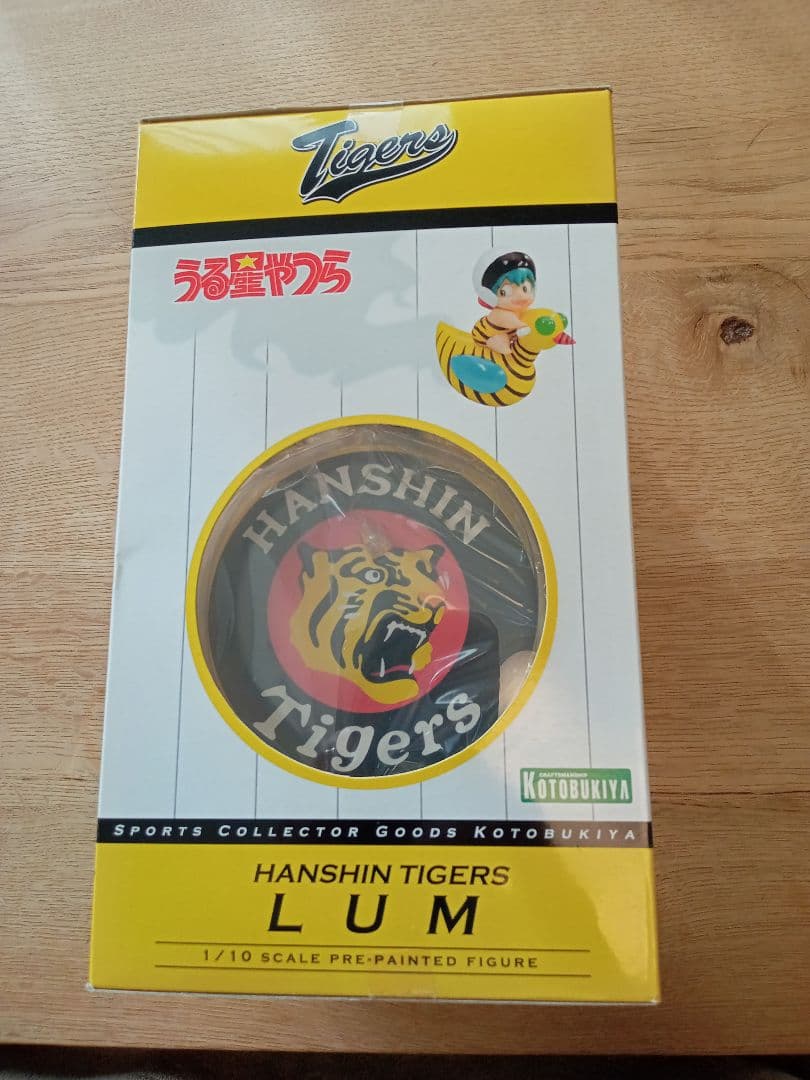 Tigers
うる星やつら
HANSHIN
Tigers
CRAFTSMANSHIP
KOTOBUKIYA
SPORTS COLLECTOR GOODS KOTOBUKIYA
HANSHIN TIGERS
LUM
1/10 SCALE PRE-PAINTED FIGURE